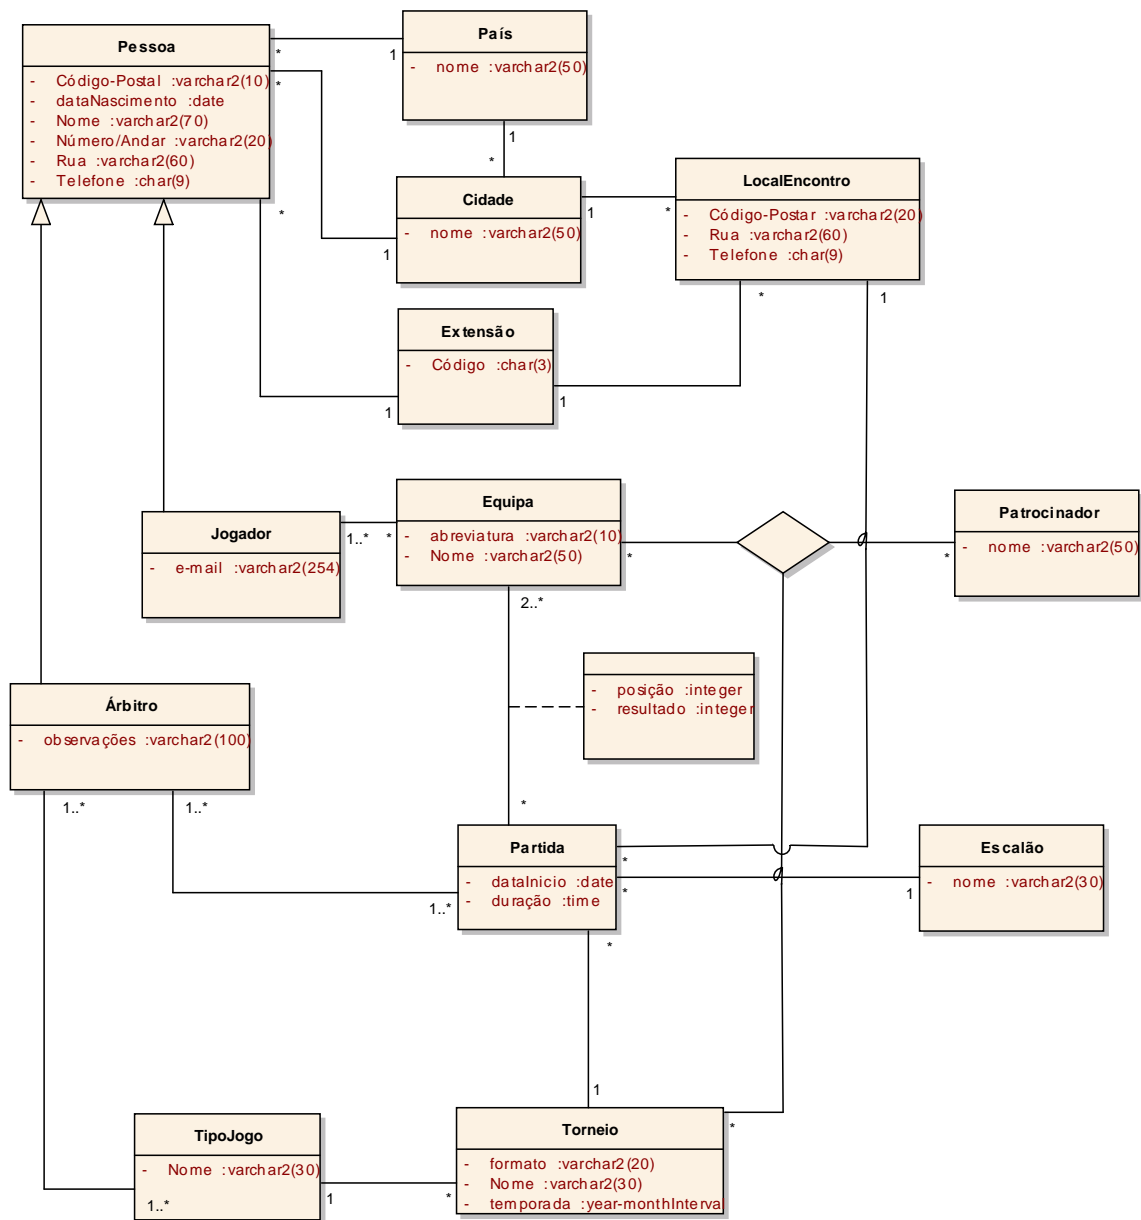 Pessoa
- Código-Postal :varchar2(10)
- dataNascimento :date
- Nome :varchar2(70)
- Número/Andar :varchar2(20)
- Rua :varchar2(60)
- Telefone :char(9)
*
1
*
País
- nome :varchar2(50)
1
*
Cidade
- nome :varchar2(50)
1
1
*
LocalEncontro
- Código-Postar :varchar2(20)
- Rua :varchar2(60)
- Telefone :char(9)
*
1
*
Extensão
- Código :char(3)
1
1
Jogador
- e-mail :varchar2(254)
1..*
*
Equipa
- abreviatura :varchar2(10)
- Nome :varchar2(50)
*
2..*
Patrocinador
- nome :varchar2(50)
*
- posição :integer
- resultado :integer
Árbitro
- observações :varchar2(100)
1..*
1..*
*
Partida
- dataInicio :date
- duração :time
*
*
1..*
*
Escalão
- nome :varchar2(30)
1
1
TipoJogo
- Nome :varchar2(30)
1..*
1
*
Torneio
- formato :varchar2(20)
- Nome :varchar2(30)
- temporada :year-monthInterval
*